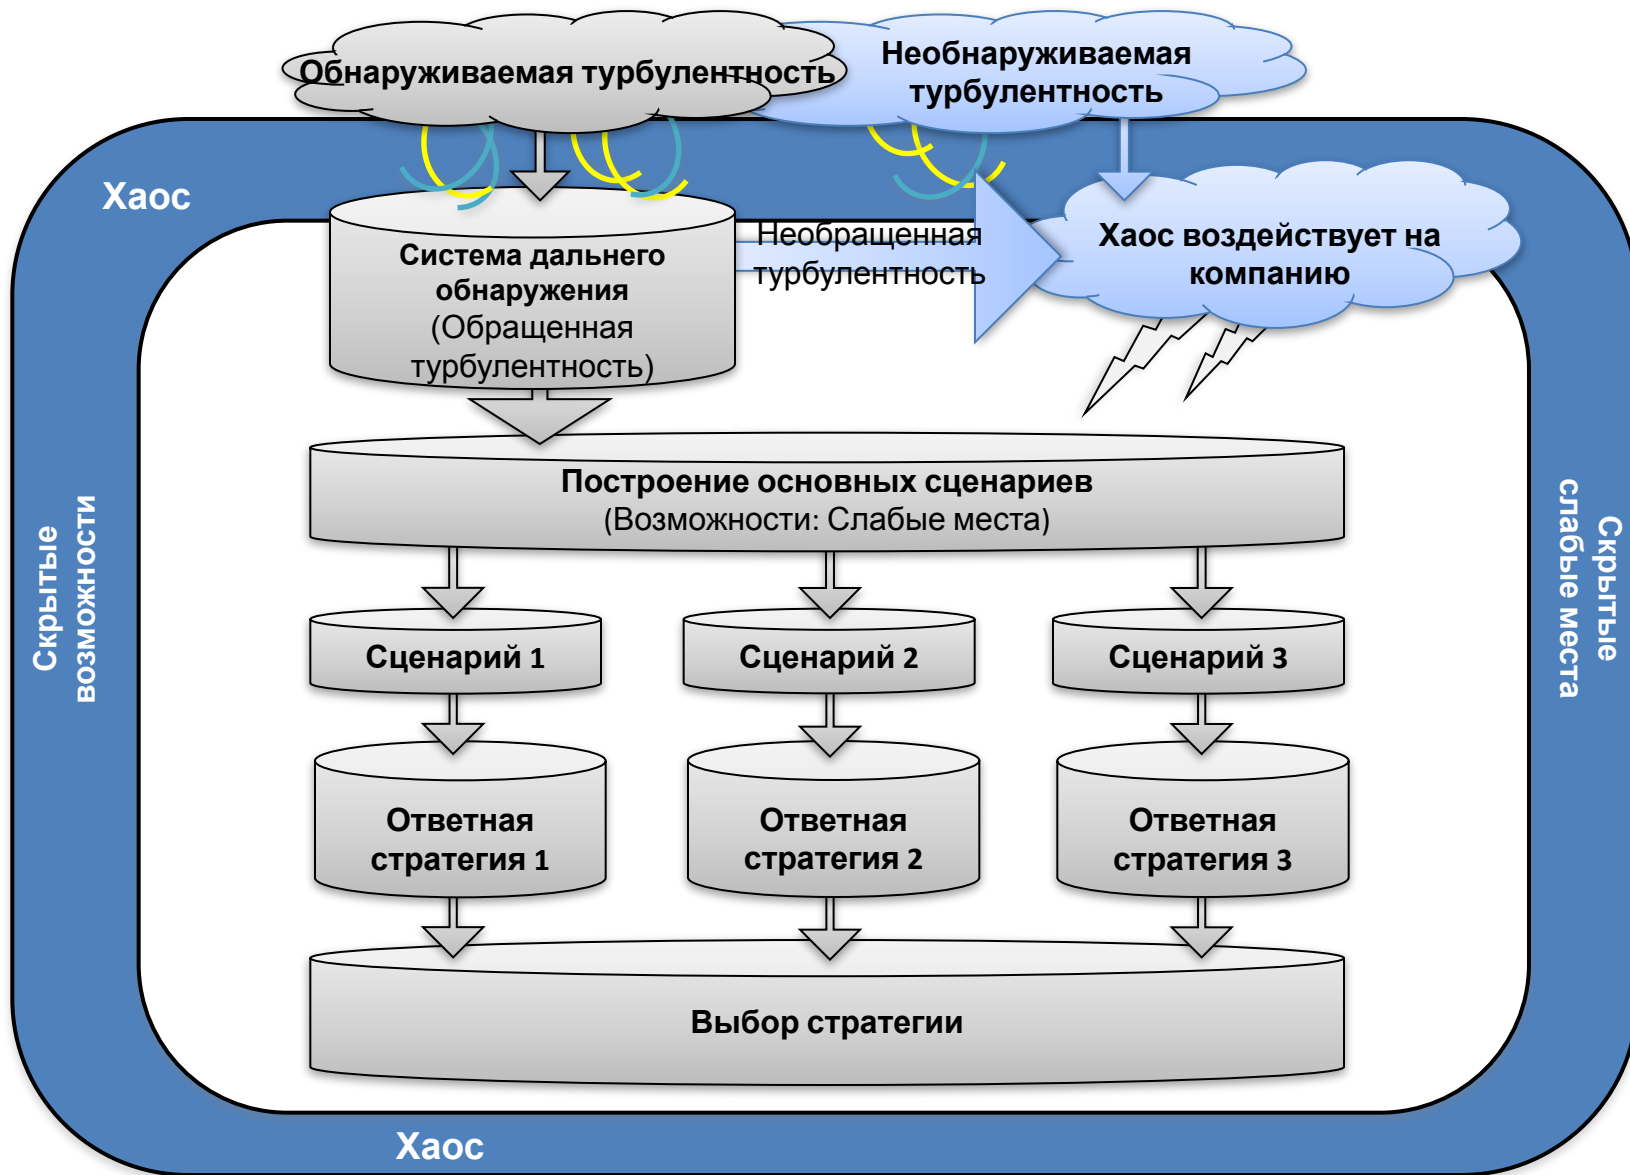 Обнаруживаемая турбулентность
Необнаруживаемая
турбулентность
Хаос
Система дальнего
обнаружения
(Обращенная
турбулентность)
Необращенная
турбулентность
Хаос воздействует на
компанию
Построение основных сценариев
(Возможности: Слабые места)
Скрытые
возможности
Скрытые
слабые места
Сценарий 1
Сценарий 2
Сценарий 3
Ответная
стратегия 1
Ответная
стратегия 2
Ответная
стратегия 3
Выбор стратегии
Хаос